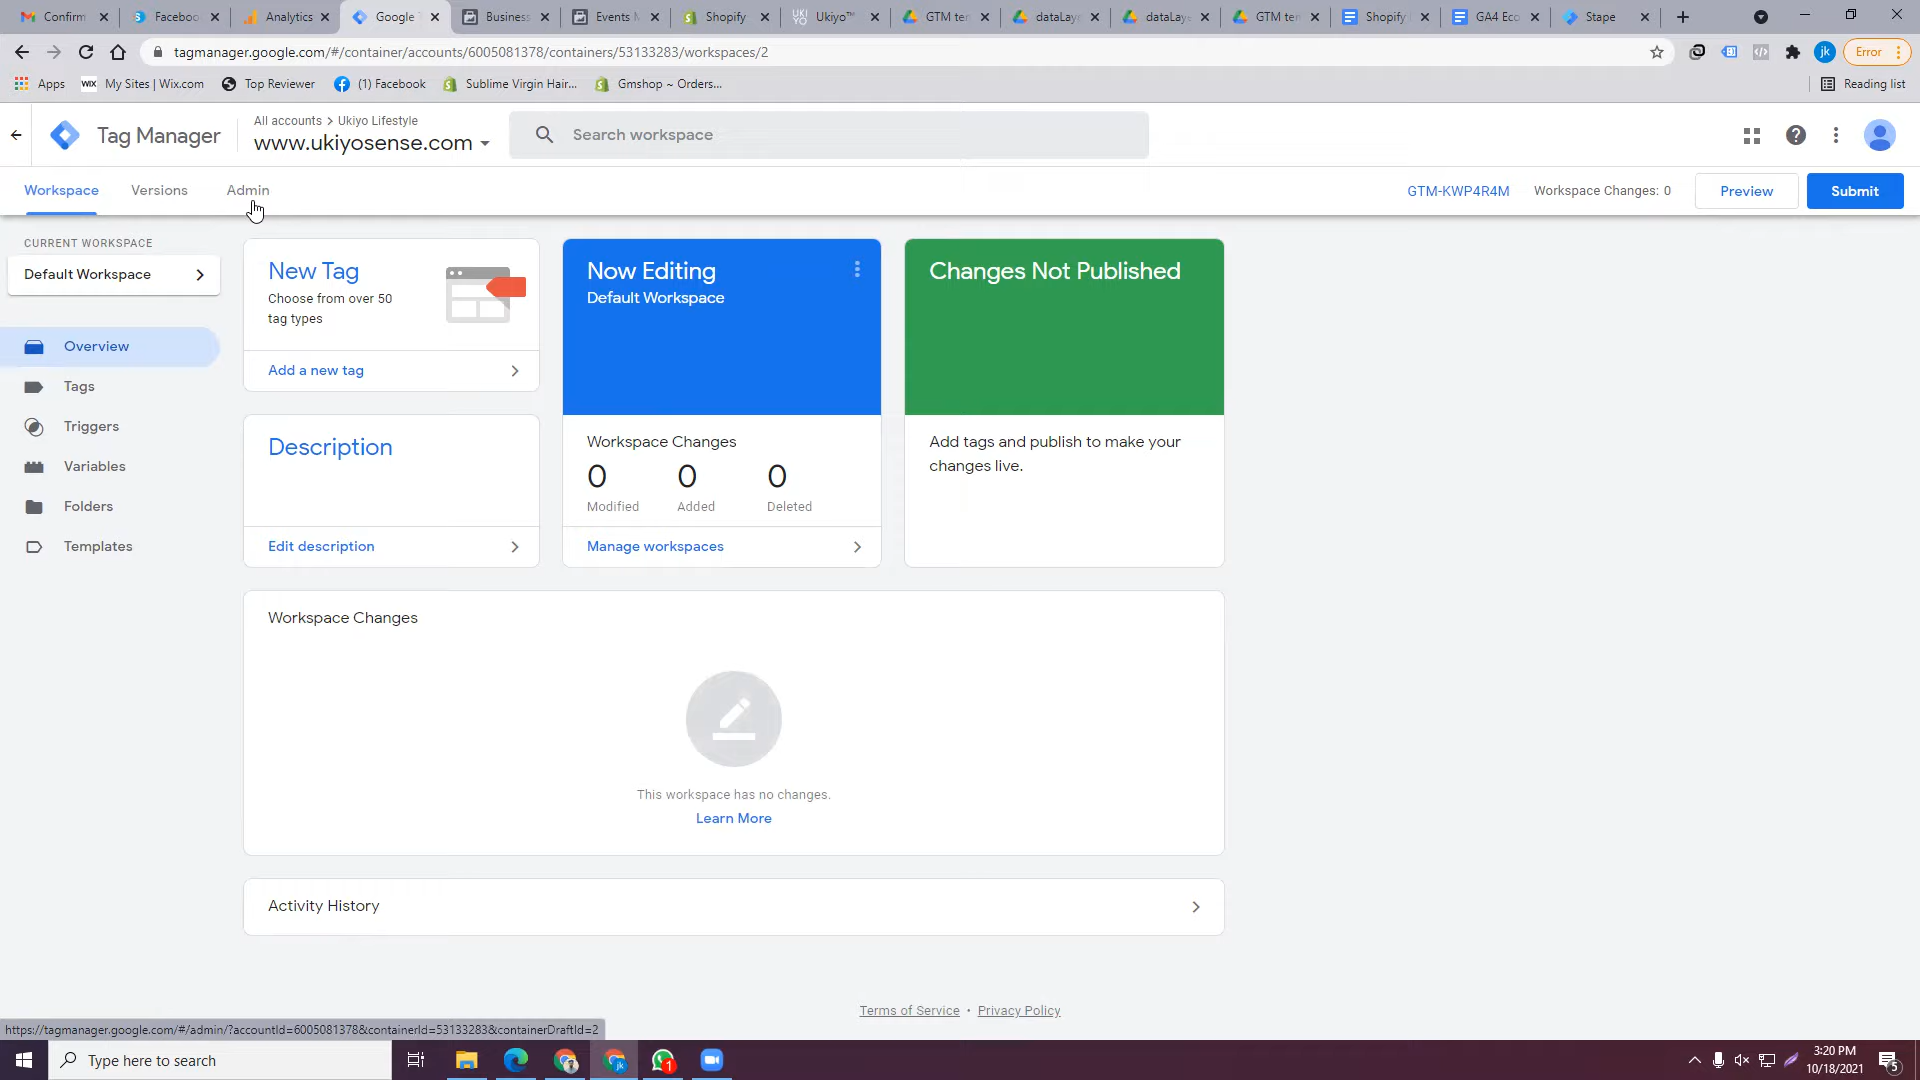 Confirm
Faceboo
Analytics
Google T
Business
Events M
Shopify
Ukiyo™
GTM te
dataLay
dataLay
GTM te
Shopify
GA4 Eco
Stape
tagmanager.google.com/#/container/accounts/6005081378/containers/53133283/workspaces/2
jk
Error
Apps
WIX
My Sites | Wix.com
Top Reviewer
(1) Facebook
Sublime Virgin Hair...
Gmshop ~ Orders...
Reading list
Tag Manager
All accounts > Ukiyo Lifestyle
www.ukiyosense.com
Search workspace
Workspace
Versions
Admin
GTM-KWP4R4M
Workspace Changes: 0
Preview
Submit
CURRENT WORKSPACE
Default Workspace
Overview
Tags
Triggers
Variables
Folders
Templates
New Tag
Choose from over 50
tag types
Add a new tag
Description
Edit description
Now Editing
Default Workspace
Workspace Changes
0 0 0
Modified Added Deleted
Manage workspaces
Changes Not Published
Add tags and publish to make your
changes live.
Workspace Changes
This workspace has no changes.
Learn More
Activity History
Terms of Service • Privacy Policy
https://tagmanager.google.com/#/admin/?accountId=6005081378&containerId=53133283&containerDraftId=2
Type here to search
1
3:20 PM
10/18/2021
5